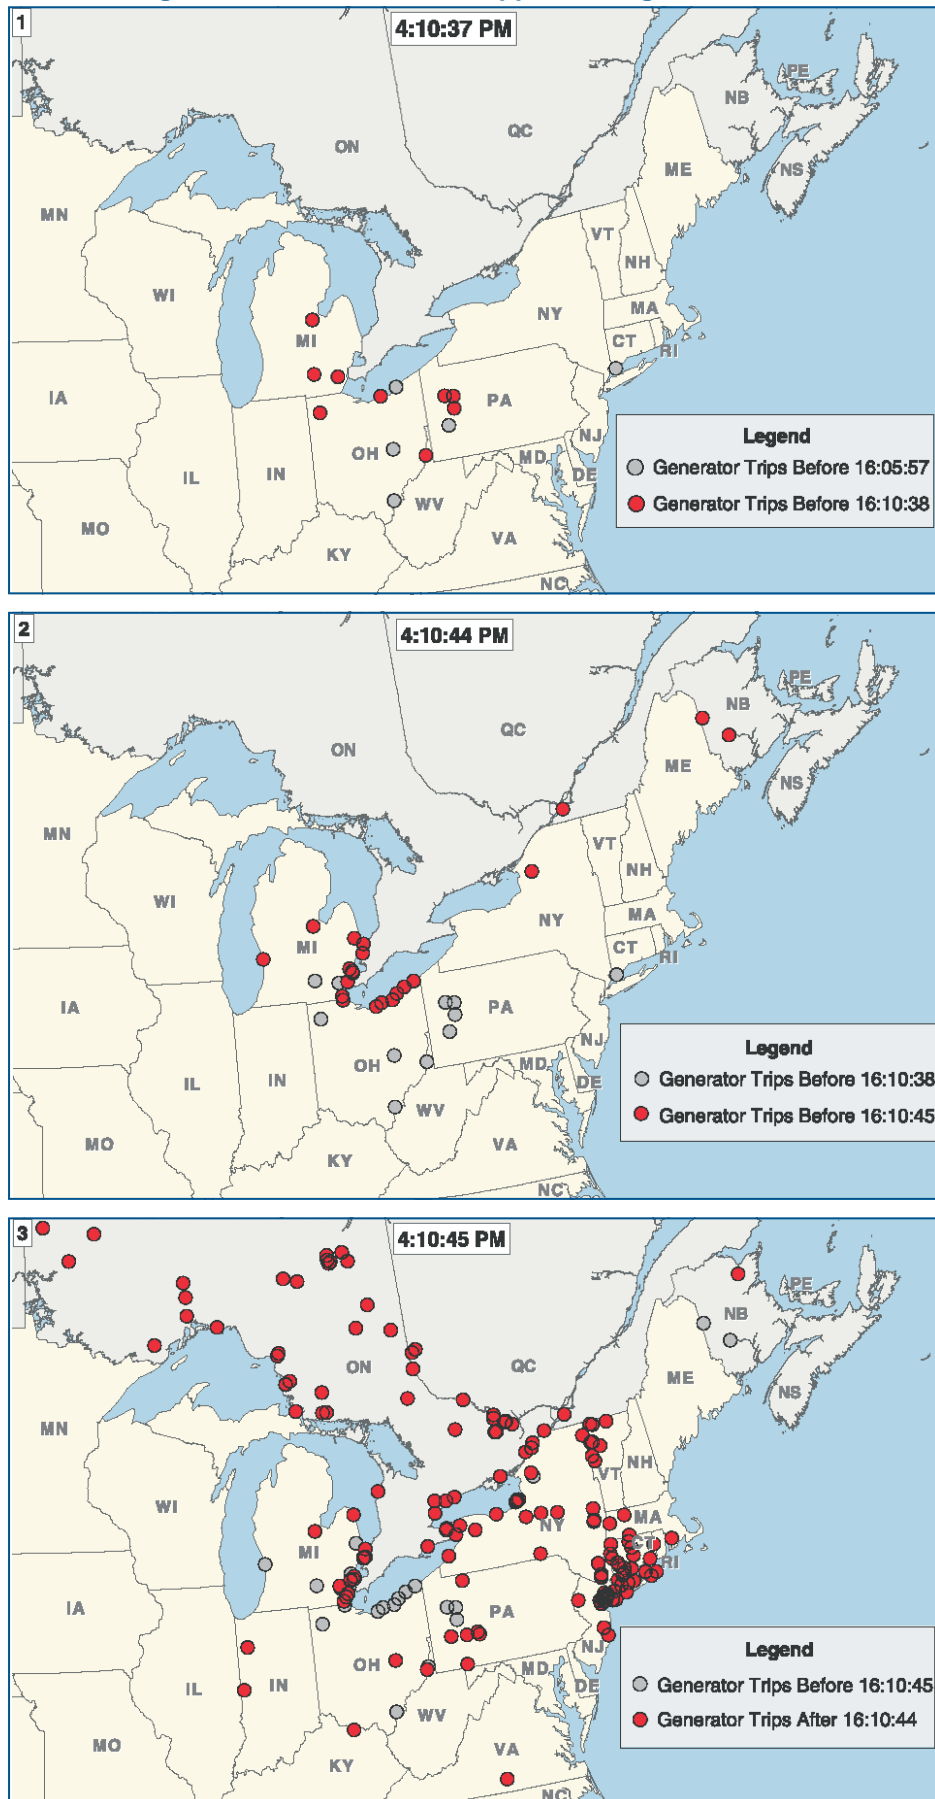 1
4:10:37 PM
PE
NB
QC
ON
ME
NS
MN
VT
NH
WI
NY
MA
MI
CT
RI
IA
PA
Legend
NJ
OH
MD
Generator Trips Before 16:05:57
IL
IN
DE
WV
Generator Trips Before 16:10:38
MO
VA
KY
NC
2
4:10:44 PM
PE
NB
QC
ON
ME
NS
MN
VT
NH
WI
NY
MA
MI
CT
RI
IA
PA
NJ
Legend
OH
MD
Generator Trips Before 16:10:38
IL
IN
DE
WV
Generator Trips Before 16:10:45
MO
VA
KY
NC
3
4:10:45 PM
PE
NB
ON
QC
ME
NS
MN
NH
VT
WI
NY
MA
MI
CT
RI
IA
PA
NJ
Legend
OH
MD
IL
IN
DE
Generator Trips Before 16:10:45
WV
Generator Trips After 16:10:44
MO
VA
KY
NC